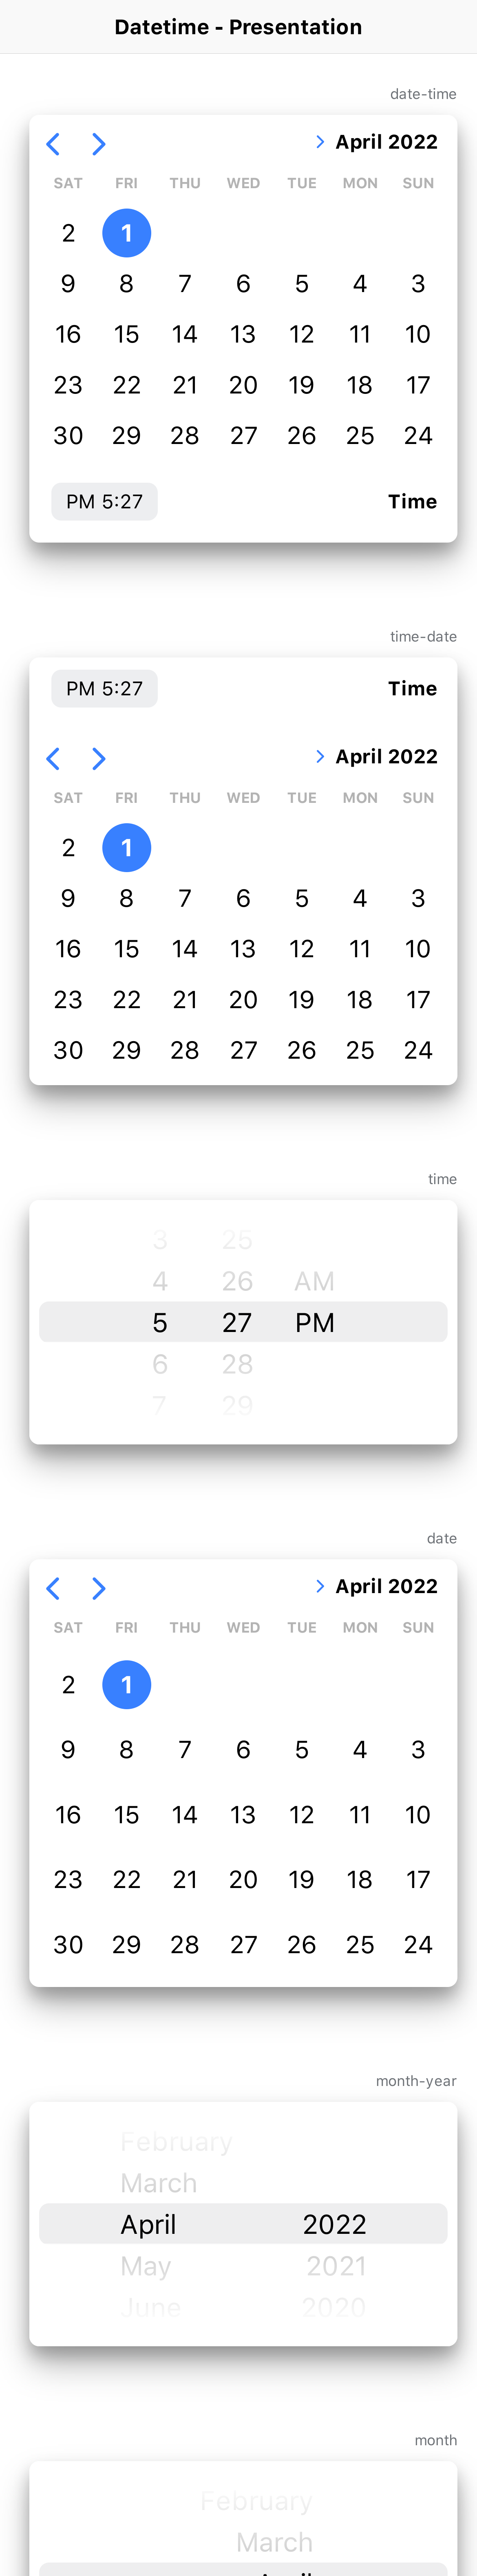 Datetime - Presentation
date-time
April 2022
SAT FRI THU WED TUE MON SUN
2 1
9 8 7 6 5 4 3
16 15 14 13 12 11 10
23 22 21 20 19 18 17
30 29 28 27 26 25 24
PM 5:27 Time
time-date
PM 5:27 Time
April 2022
SAT FRI THU WED TUE MON SUN
2 1
9 8 7 6 5 4 3
16 15 14 13 12 11 10
23 22 21 20 19 18 17
30 29 28 27 26 25 24
time
3 25
4 26 AM
5 27 PM
6 28
7 29
date
April 2022
SAT FRI THU WED TUE MON SUN
2 1
9 8 7 6 5 4 3
16 15 14 13 12 11 10
23 22 21 20 19 18 17
30 29 28 27 26 25 24
month-year
February
March
April 2022
May 2021
June 2020
month
February
March